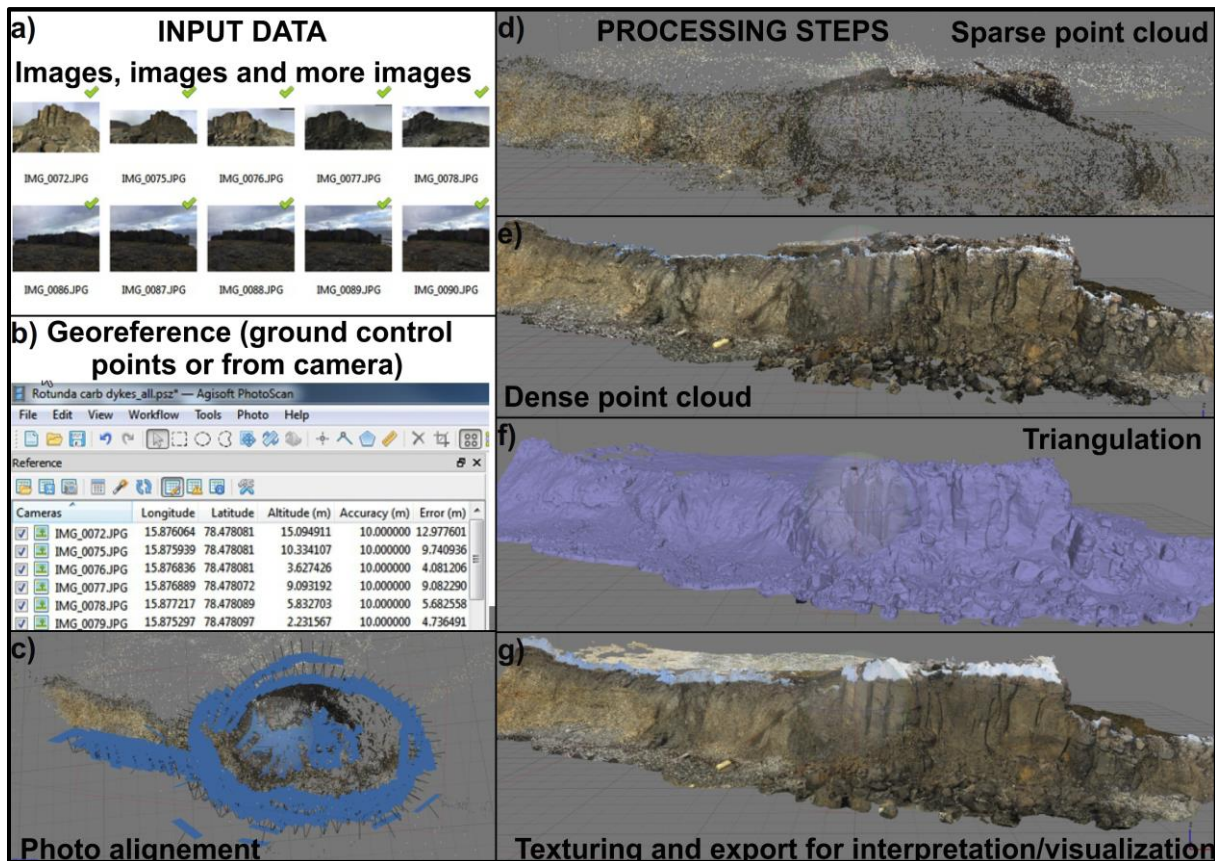 a) INPUT DATA
Images, images and more images
IMG_0072.JPG IMG_0075.JPG IMG_0076.JPG IMG_0077.JPG IMG_0078.JPG
IMG_0086.JPG IMG_0087.JPG IMG_0088.JPG IMG_0089.JPG IMG_0090.JPG
b) Georeference (ground control
points or from camera)
Rotunda carb dykes_all.psz* — Agisoft PhotoScan
File Edit View Workflow Tools Photo Help
Reference
Cameras Longitude Latitude Altitude (m) Accuracy (m) Error (m)
IMG_0072.JPG 15.876064 78.478081 15.094911 10.000000 12.977601
IMG_0075.JPG 15.875939 78.478081 10.334107 10.000000 9.740936
IMG_0076.JPG 15.876836 78.478081 3.627426 10.000000 4.081206
IMG_0077.JPG 15.876889 78.478072 9.093192 10.000000 9.082290
IMG_0078.JPG 15.877217 78.478089 5.832703 10.000000 5.682558
IMG_0079.JPG 15.875297 78.478097 2.231567 10.000000 4.736491
c)
Photo alignement
d) PROCESSING STEPS Sparse point cloud
e)
Dense point cloud
f) Triangulation
g)
Texturing and export for interpretation/visualization